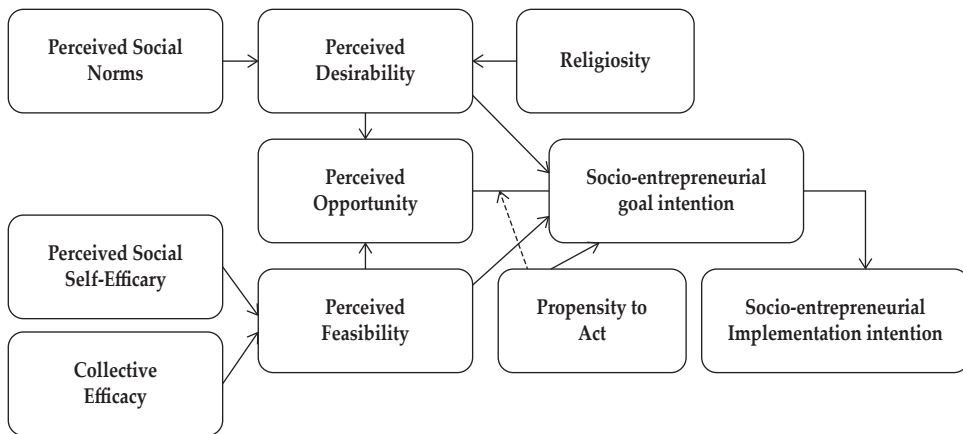 Perceived Social
Norms
Perceived
Desirability
Religiosity
Perceived
Opportunity
Socio-entrepreneurial
goal intention
Perceived Social
Self-Efficary
Perceived
Feasibility
Propensity to
Act
Socio-entrepreneurial
Implementation intention
Collective
Efficacy